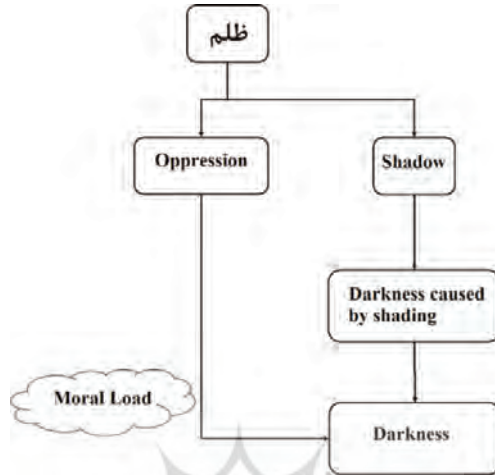 ظلم
Oppression
Shadow
Darkness caused
by shading
Moral Load
Darkness